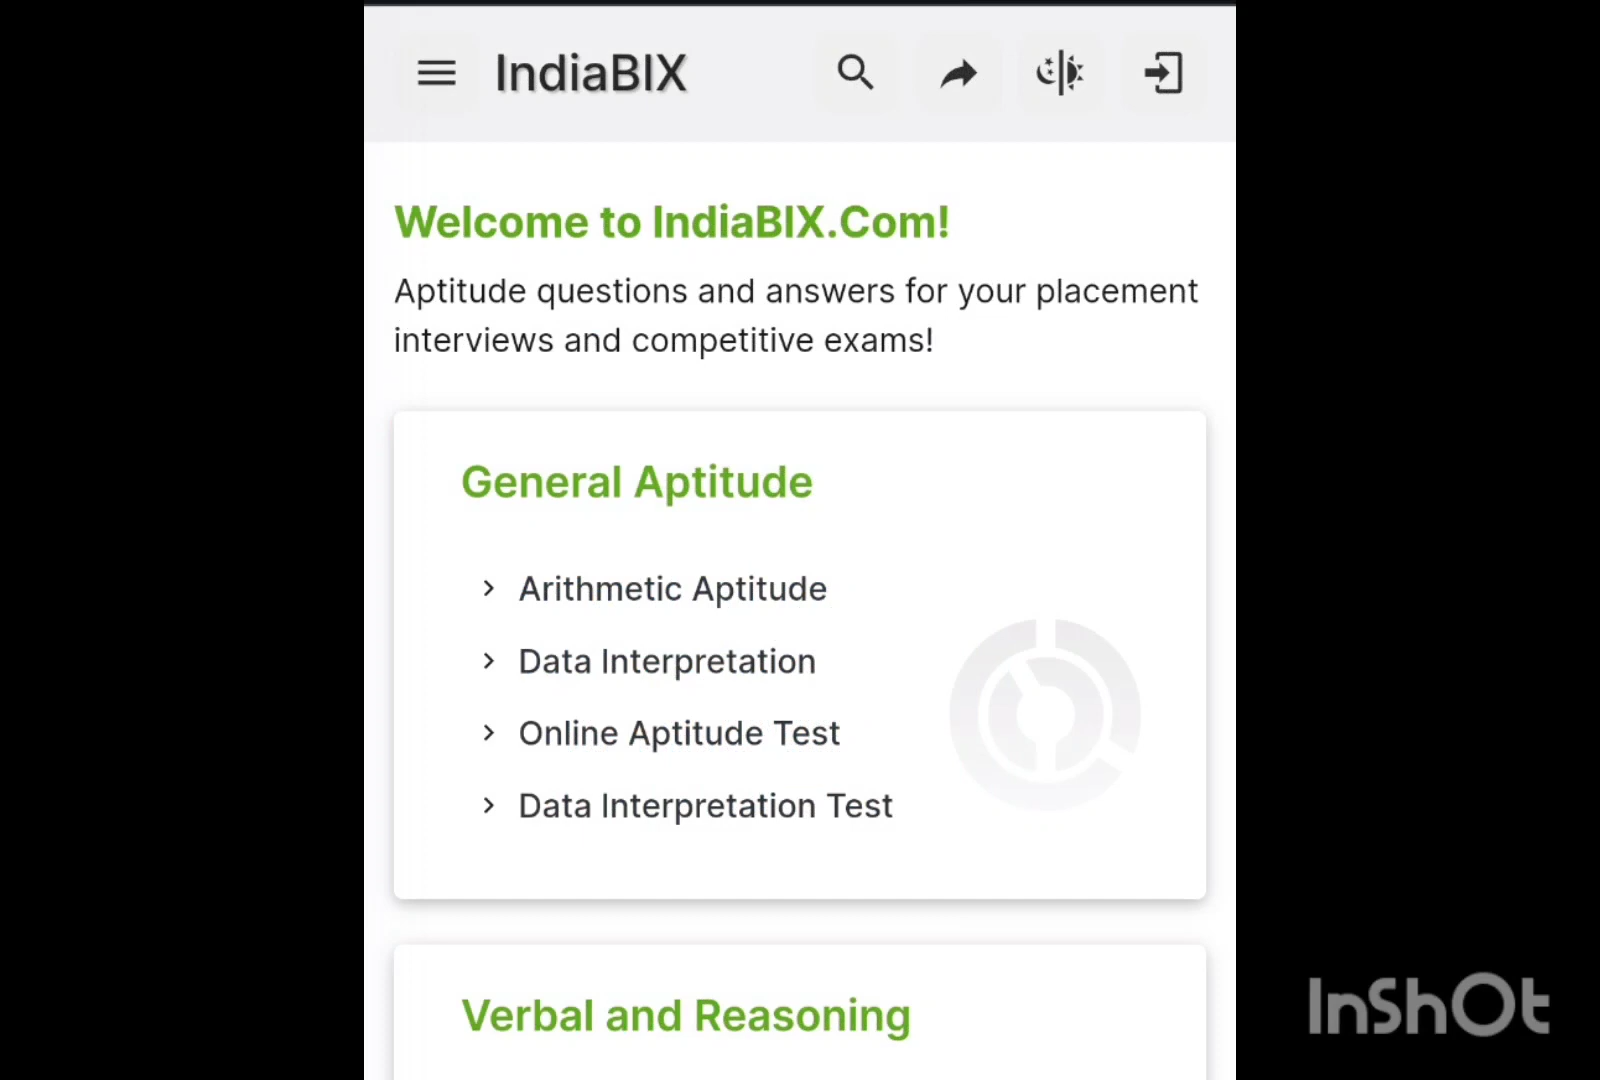 IndiaBIX
Welcome to IndiaBIX.Com!
Aptitude questions and answers for your placement
interviews and competitive exams!
General Aptitude
Arithmetic Aptitude
Data Interpretation
Online Aptitude Test
Data Interpretation Test
Verbal and Reasoning
InShOt